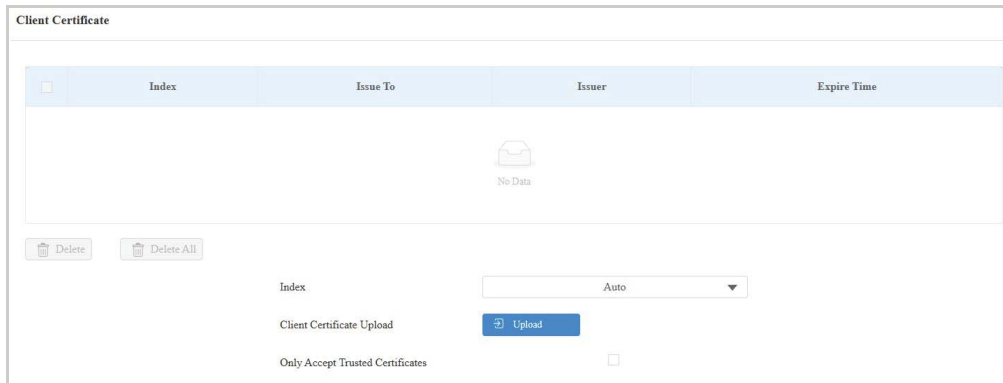 Client Certificate
Index Issue To Issuer Expire Time
No Data
Delete Delete All
Index Auto
Client Certificate Upload Upload
Only Accept Trusted Certificates